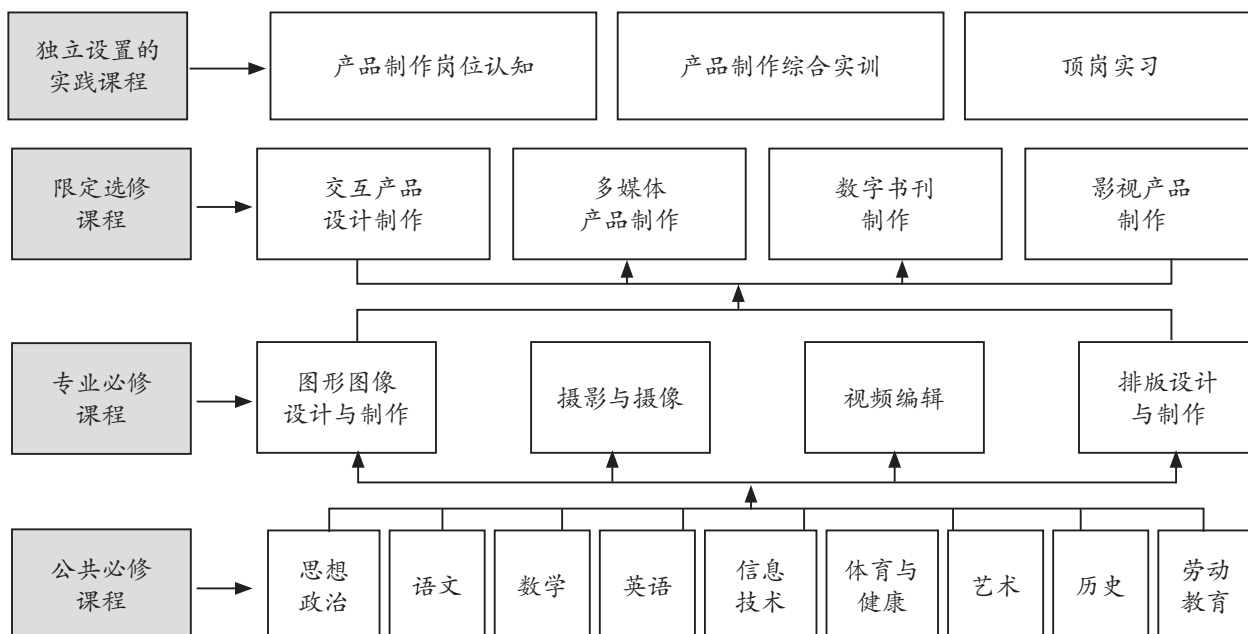 独立设置的
实践课程
产品制作岗位认知
产品制作综合实训
顶岗实习
限定选修
课程
交互产品
设计制作
多媒体
产品制作
数字书刊
制作
影视产品
制作
专业必修
课程
图形图像
设计与制作
摄影与摄像
视频编辑
排版设计
与制作
公共必修
课程
思想
政治
语文
数学
英语
信息
技术
体育与
健康
艺术
历史
劳动
教育